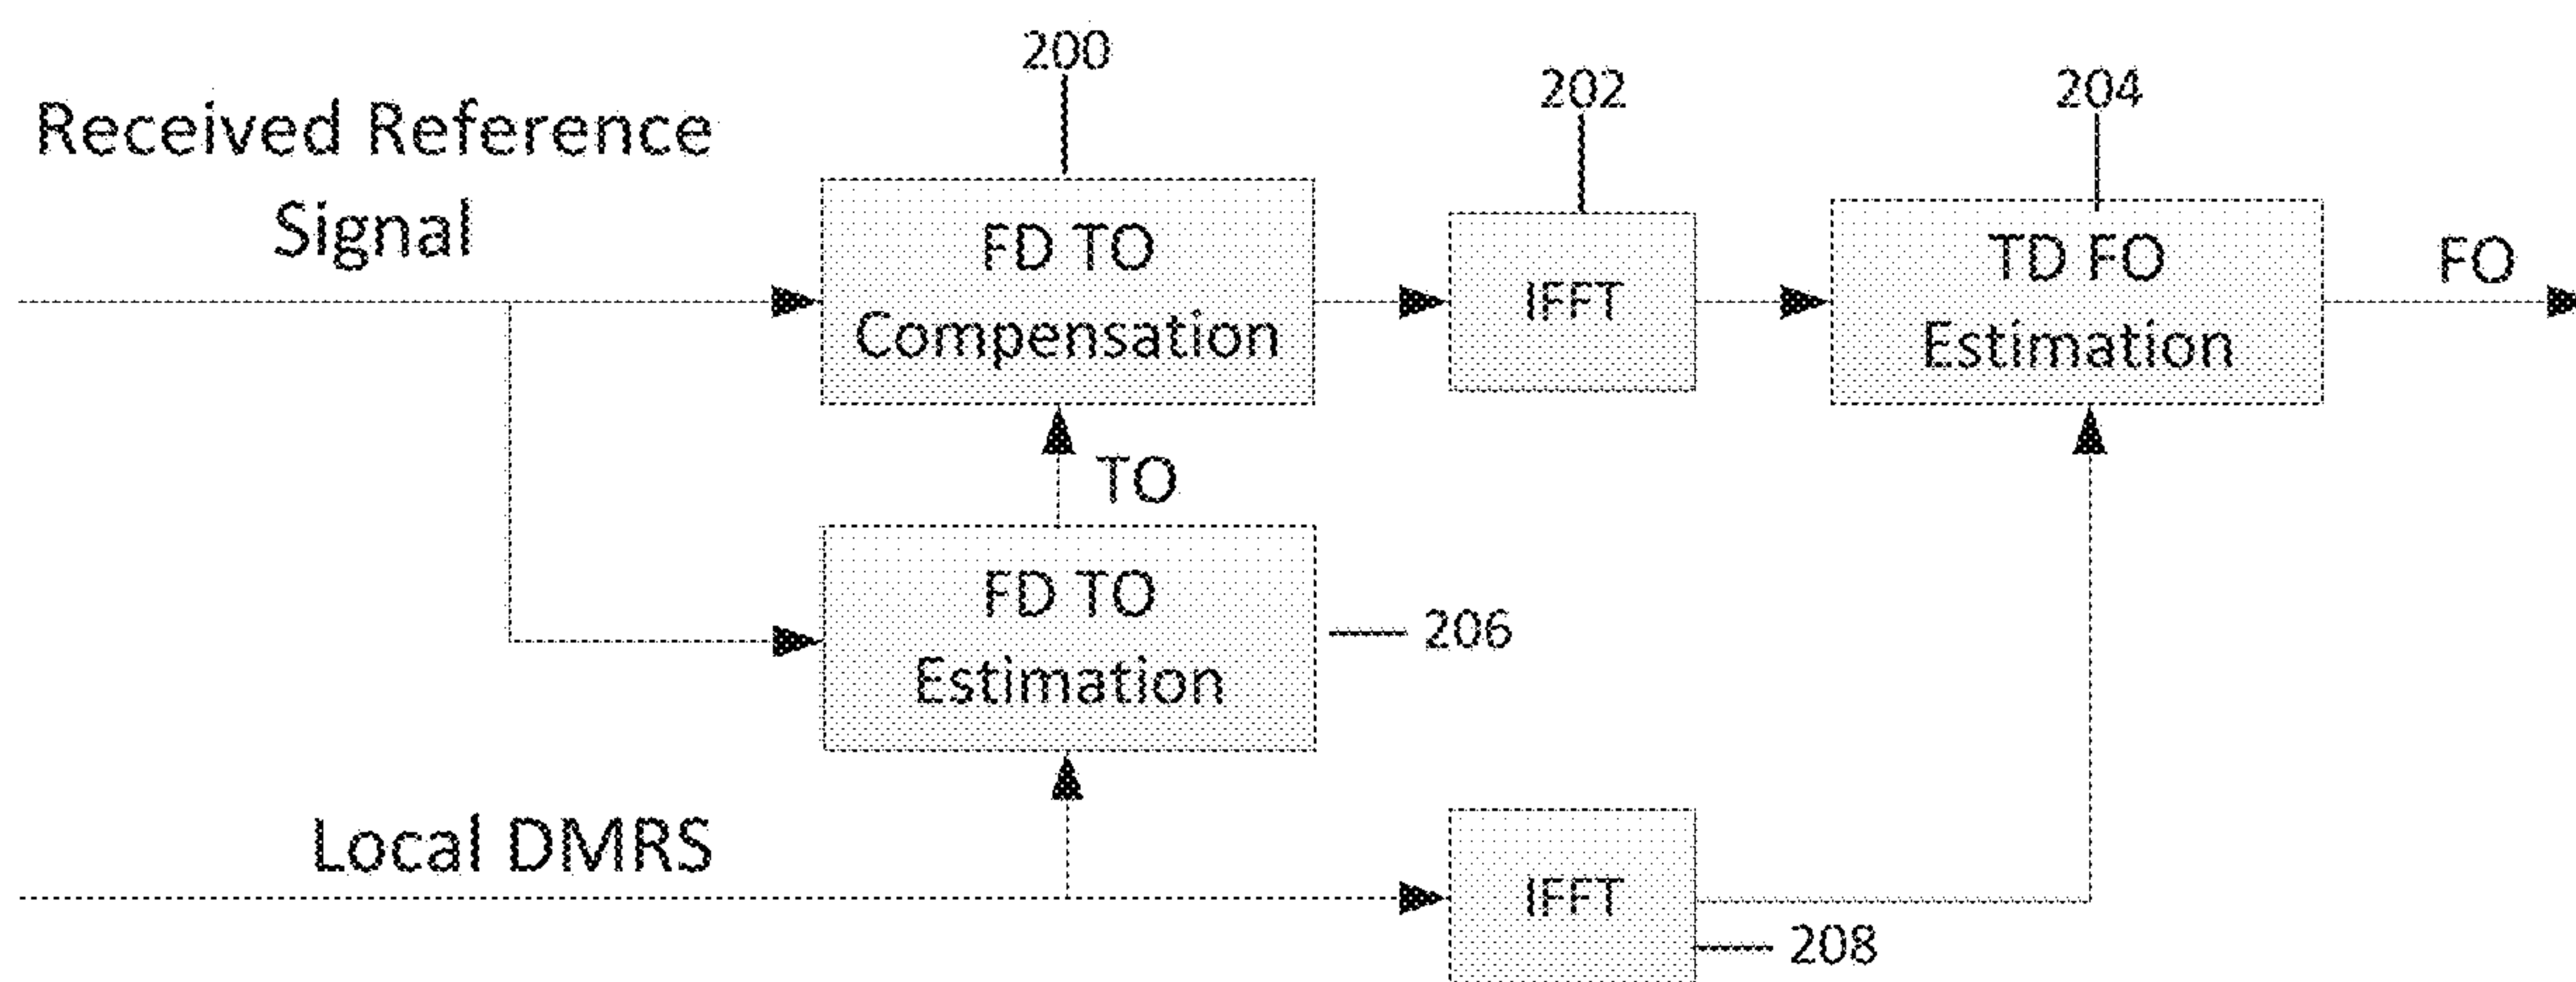 200
202
204
Received Reference
Signal
FD TO
Compensation
IFFT
TD FO
Estimation
FO
TO
FD TO
Estimation
206
Local DMRS
IFFT
208